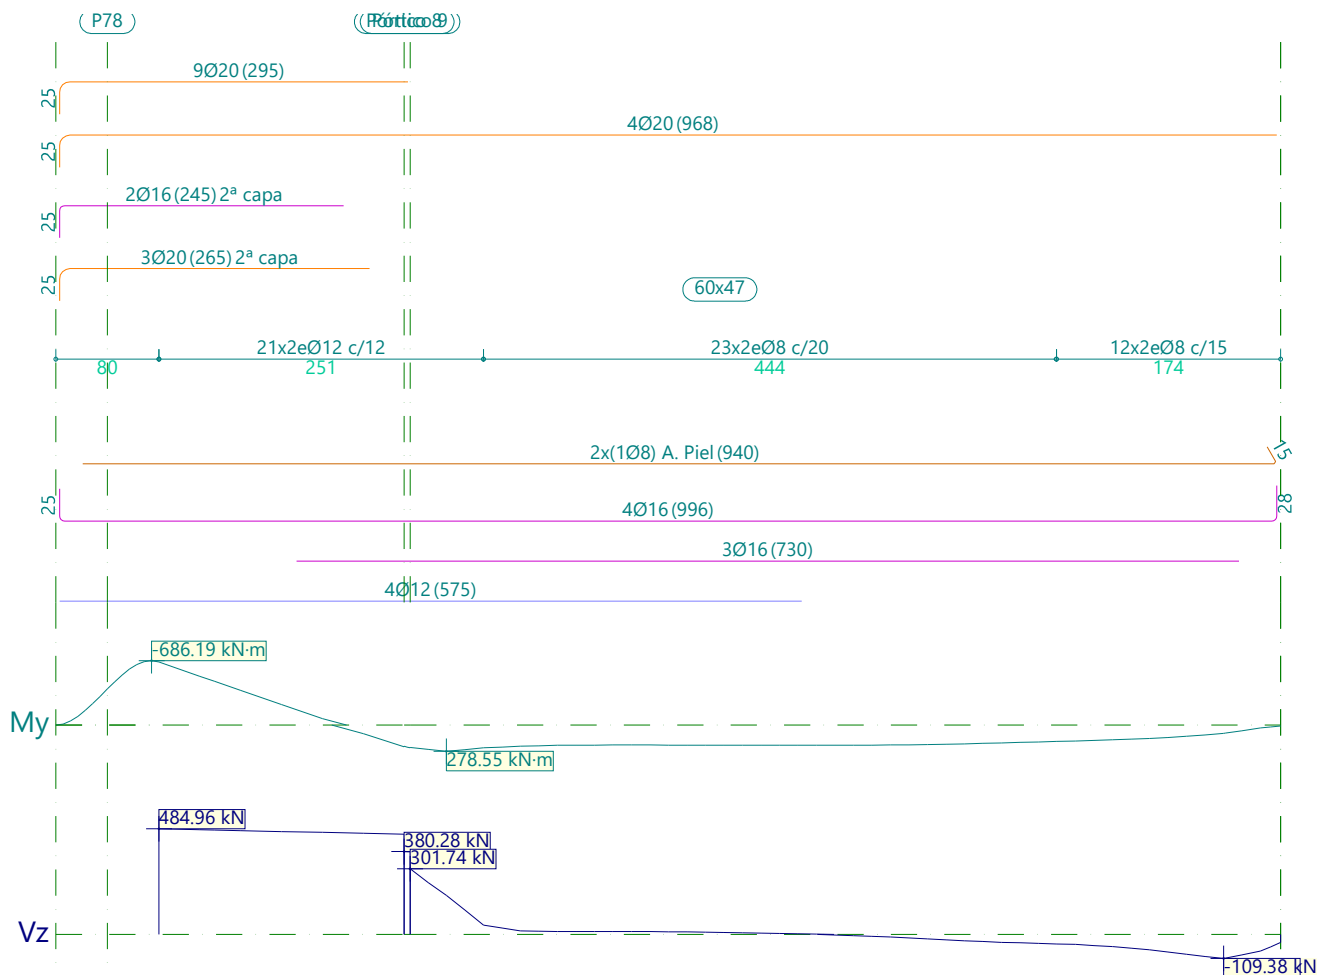 P78
Pórtico 9
9Ø20 (295)
25
4Ø20 (968)
25
2Ø16 (245) 2ª capa
25
3Ø20 (265) 2ª capa
25
60x47
21x2eØ12 c/12
23x2eØ8 c/20
12x2eØ8 c/15
80
251
444
174
2x(1Ø8) A. Piel (940)
15
25
4Ø16 (996)
28
3Ø16 (730)
4Ø12 (575)
-686.19 kN·m
My
278.55 kN·m
484.96 kN
380.28 kN
301.74 kN
Vz
-109.38 kN